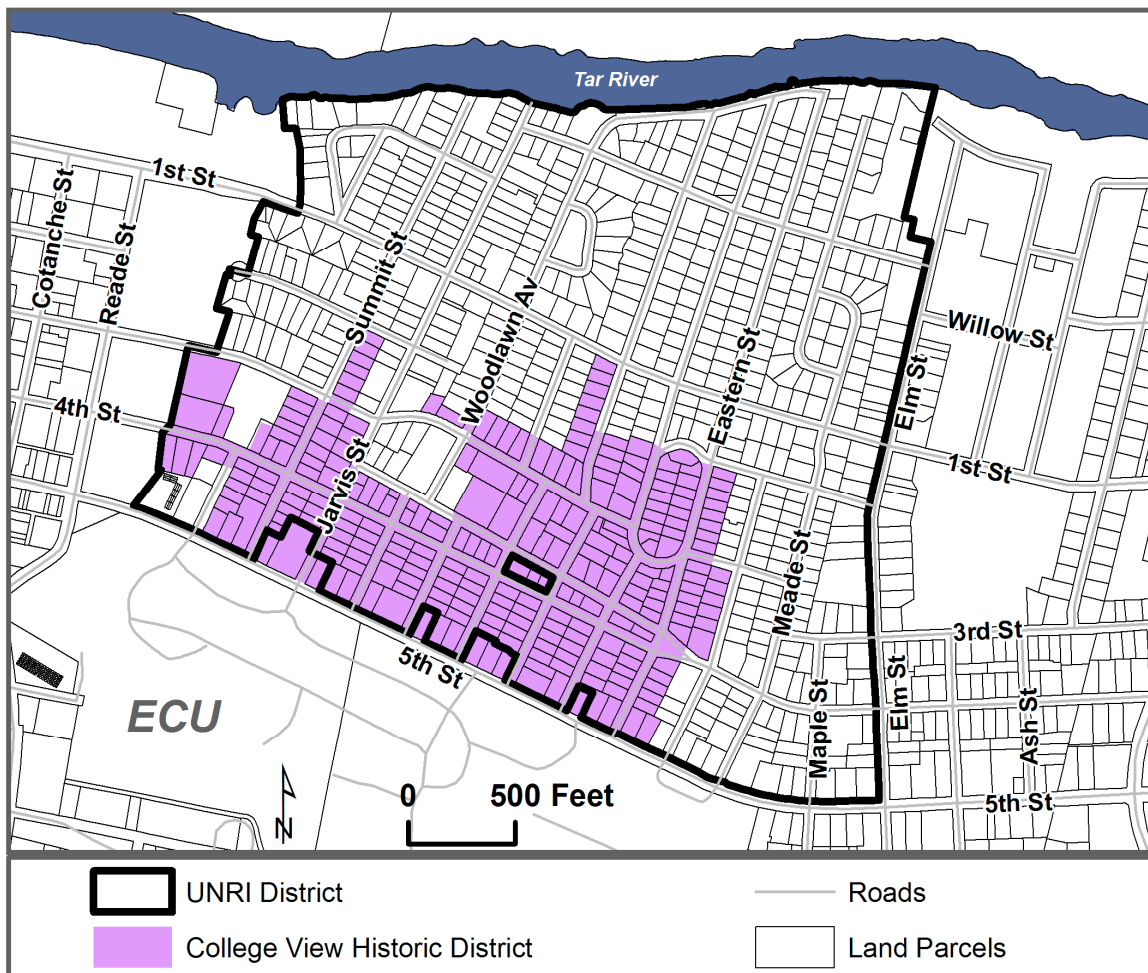 Tar River
1st St
Cotanche St
Reade St
Summit St
Woodlawn Av
Willow St
Eastern St
Elm St
4th St
1st St
Jarvis St
Meade St
3rd St
5th St
Elm St
Maple St
Ash St
ECU
0 500 Feet
5th St
N
UNRI District
Roads
College View Historic District
Land Parcels